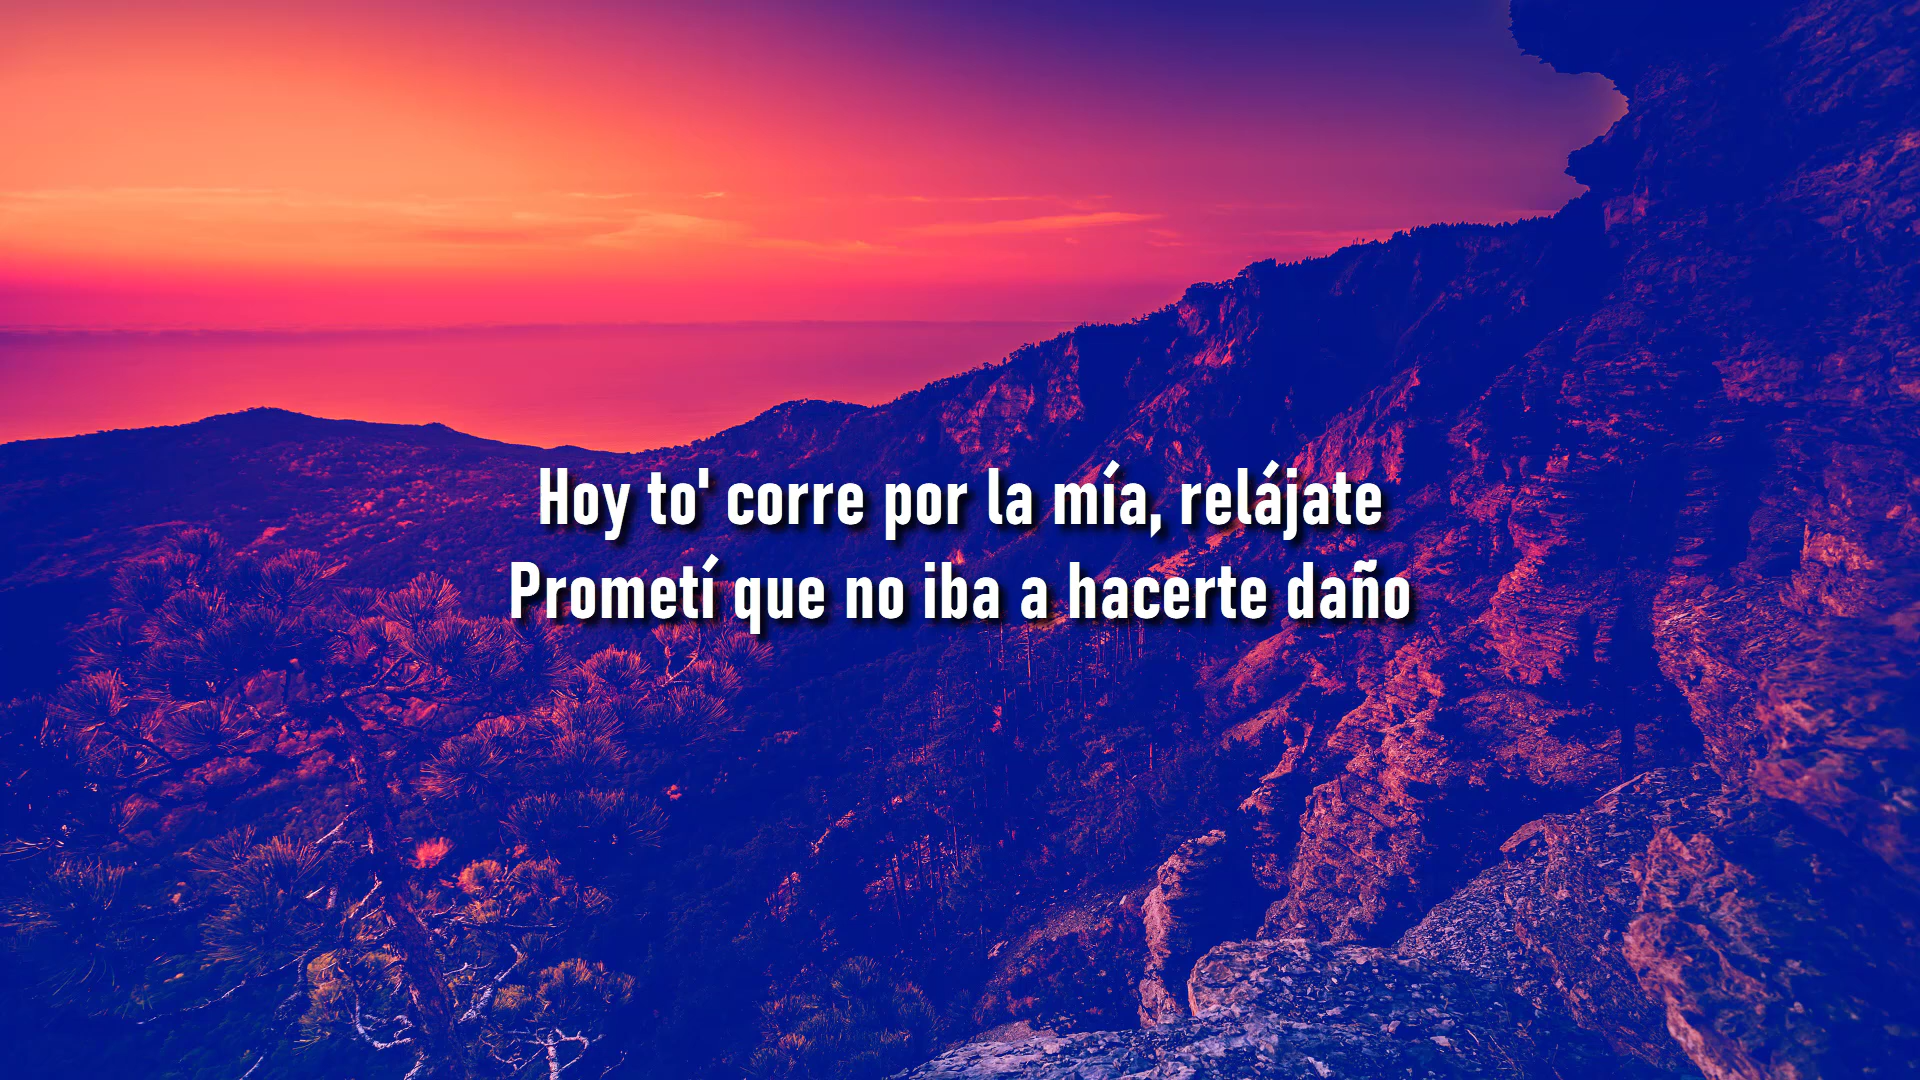 Hoy to' corre por la mía, relájate
Prometí que no iba a hacerte daño